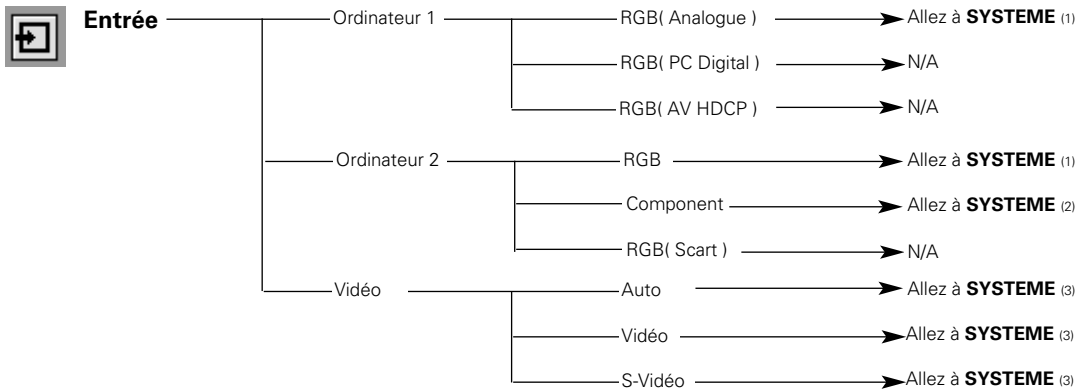 Entrée Ordinateur 1 RGB( Analogue ) Allez à SYSTEME (1)
RGB( PC Digital ) N/A
RGB( AV HDCP ) N/A
Ordinateur 2 RGB Allez à SYSTEME (1)
Component Allez à SYSTEME (2)
RGB( Scart ) N/A
Vidéo Auto Allez à SYSTEME (3)
Vidéo Allez à SYSTEME (3)
S-Vidéo Allez à SYSTEME (3)